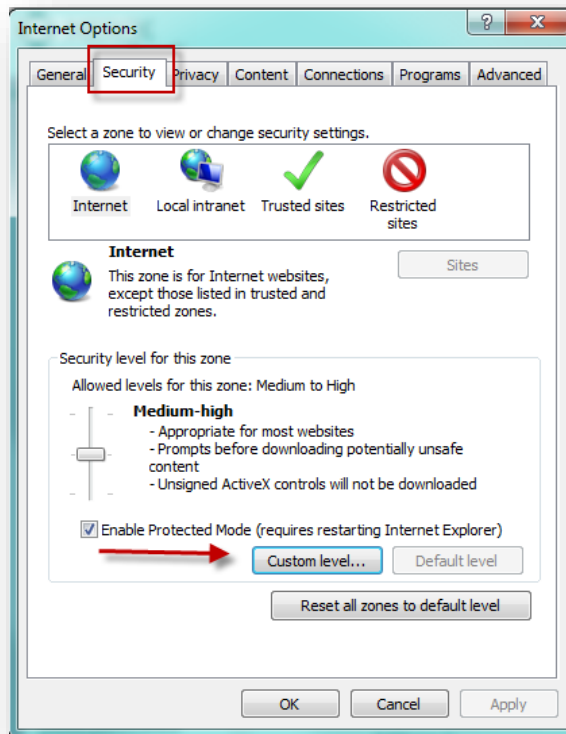 Internet Options
General Security Privacy Content Connections Programs Advanced
Select a zone to view or change security settings.
Internet Local intranet Trusted sites Restricted
sites
Internet
This zone is for Internet websites,
except those listed in trusted and
restricted zones.
Sites
Security level for this zone
Allowed levels for this zone: Medium to High
Medium-high
- Appropriate for most websites
- Prompts before downloading potentially unsafe
content
- Unsigned ActiveX controls will not be downloaded
Enable Protected Mode (requires restarting Internet Explorer)
Custom level... Default level
Reset all zones to default level
OK Cancel Apply